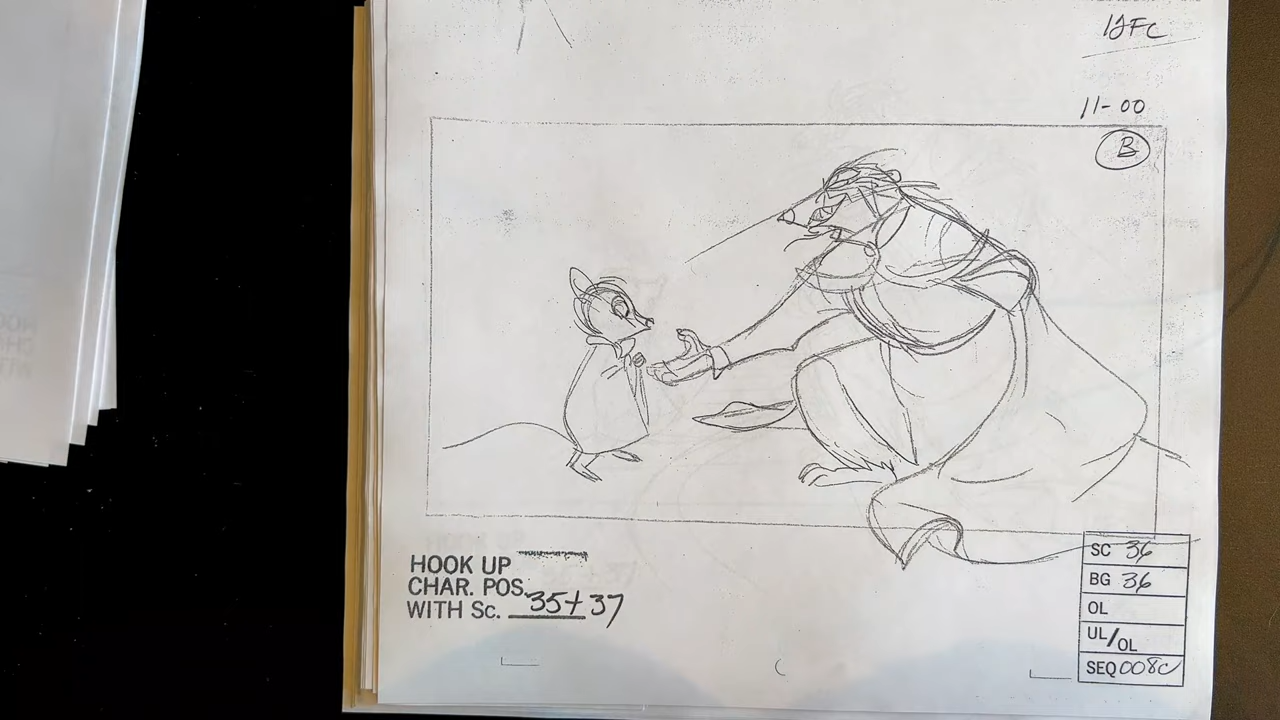 12FC
11-00
B
HOOK UP
CHAR. POS.
WITH Sc. 35+37
SC 36
BG 36
OL
UL/OL
SEQ 008C